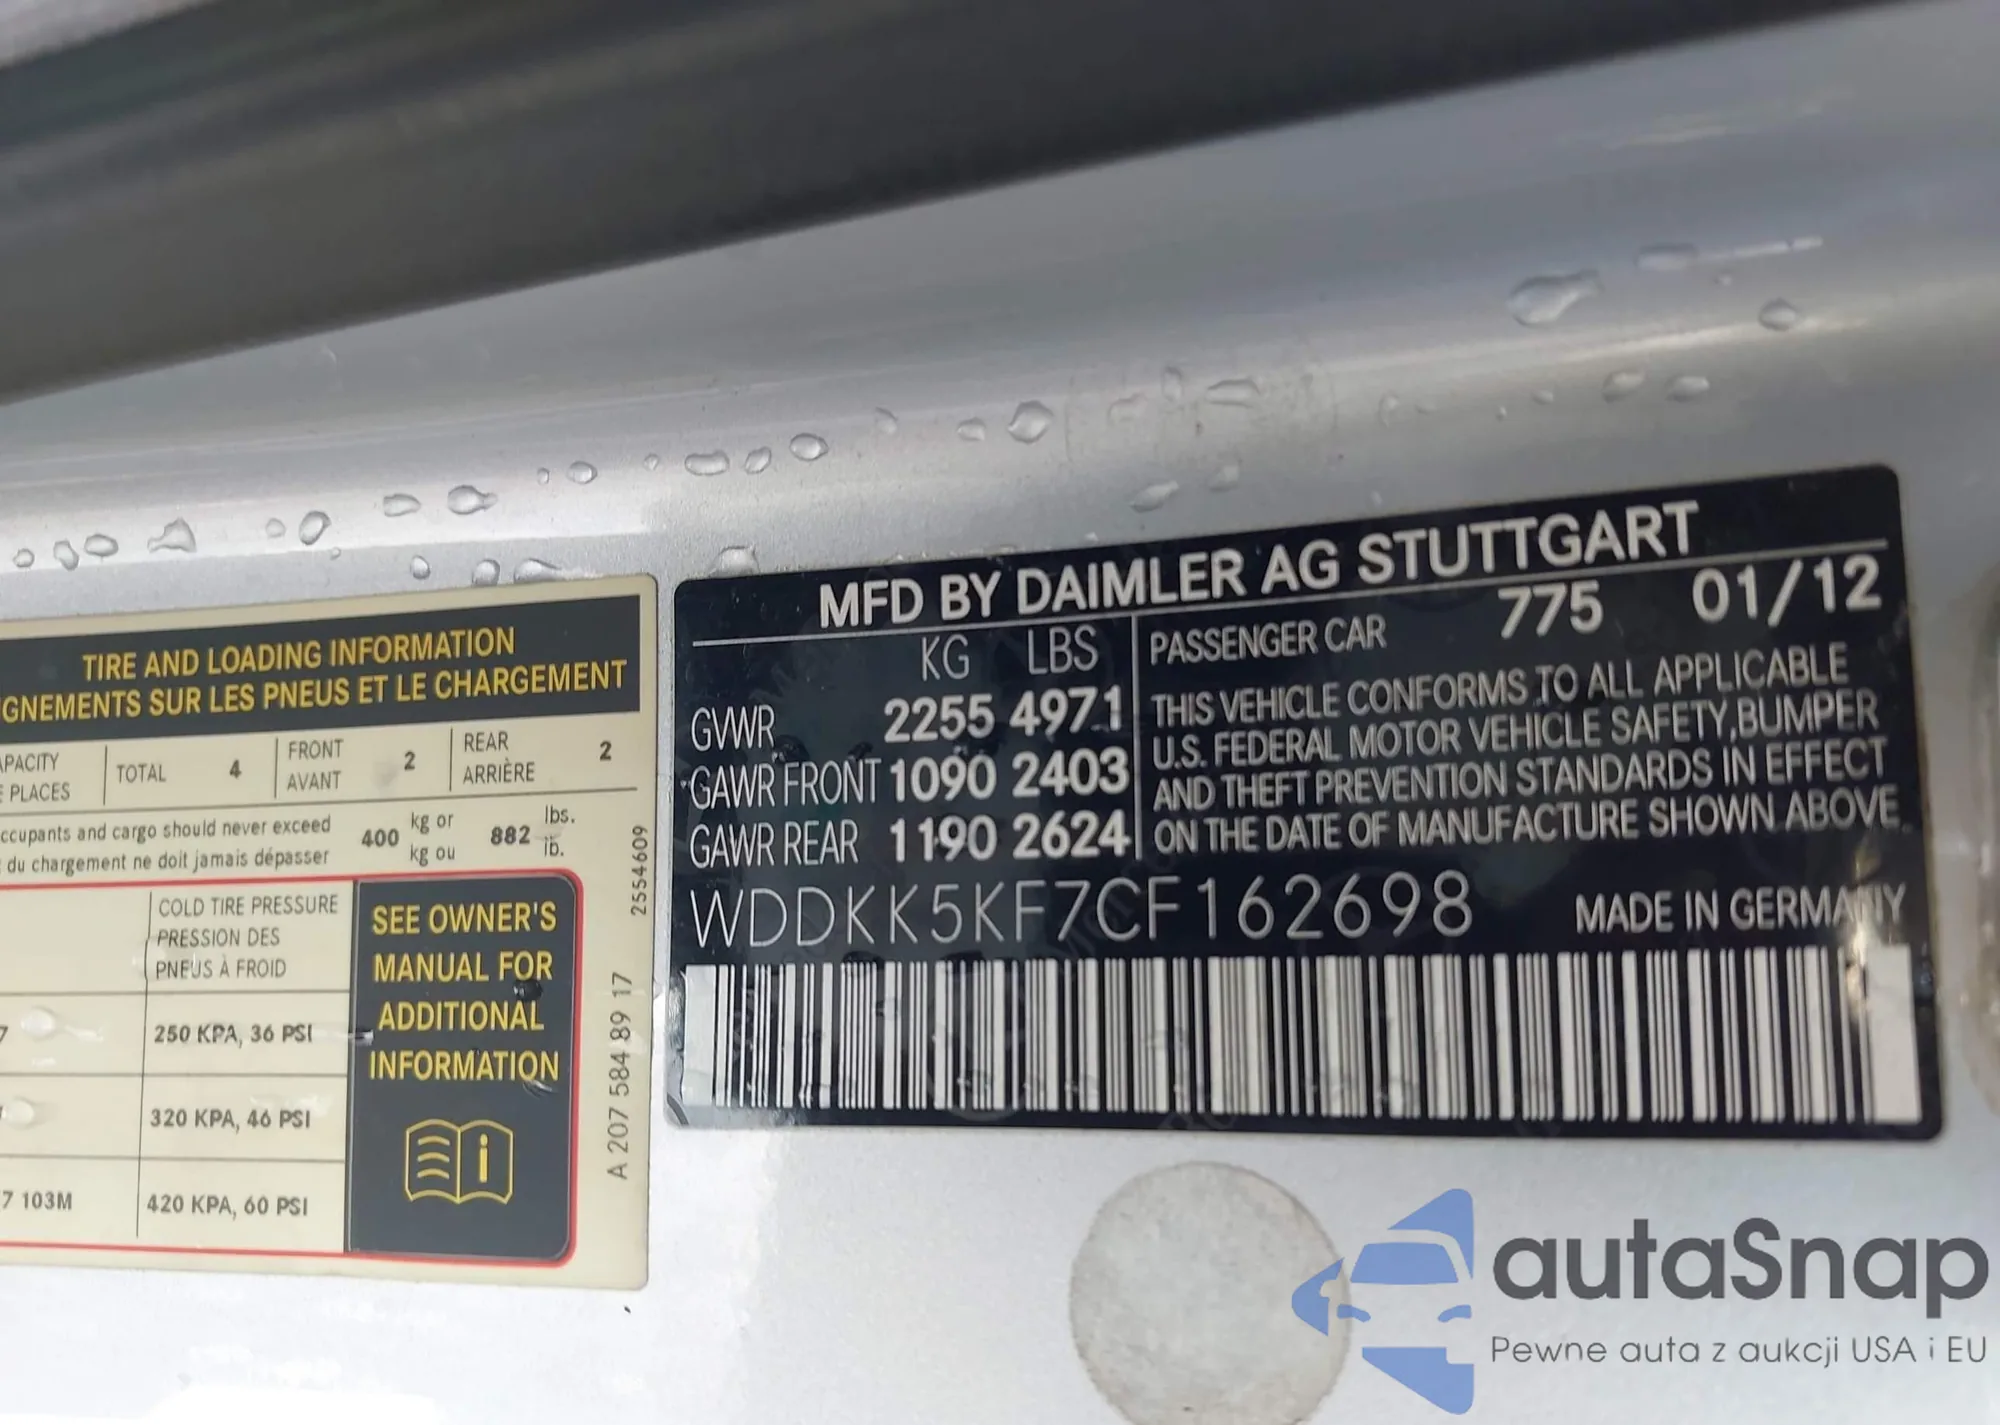 TIRE AND LOADING INFORMATION
GNEMENTS SUR LES PNEUS ET LE CHARGEMENT
APACITY
E PLACES
TOTAL 4
FRONT
AVANT
2
REAR
ARRIÈRE
2
ccupants and cargo should never exceed
du chargement ne doit jamais dépasser
400
kg or
kg ou
882
lbs.
lb.
COLD TIRE PRESSURE
PRESSION DES
PNEUS À FROID
7
250 KPA, 36 PSI
320 KPA, 46 PSI
7 103M
420 KPA, 60 PSI
SEE OWNER'S
MANUAL FOR
ADDITIONAL
INFORMATION
i
A 207 584 89 17
2554609
MFD BY DAIMLER AG STUTTGART
KG LBS
GVWR 2255 4971
GAWR FRONT 1090 2403
GAWR REAR 1190 2624
PASSENGER CAR 775 01/12
THIS VEHICLE CONFORMS TO ALL APPLICABLE
U.S. FEDERAL MOTOR VEHICLE SAFETY,BUMPER
AND THEFT PREVENTION STANDARDS IN EFFECT
ON THE DATE OF MANUFACTURE SHOWN ABOVE.
WDDKK5KF7CF162698
MADE IN GERMANY
autaSnap
Pewne auta z aukcji USA i EU